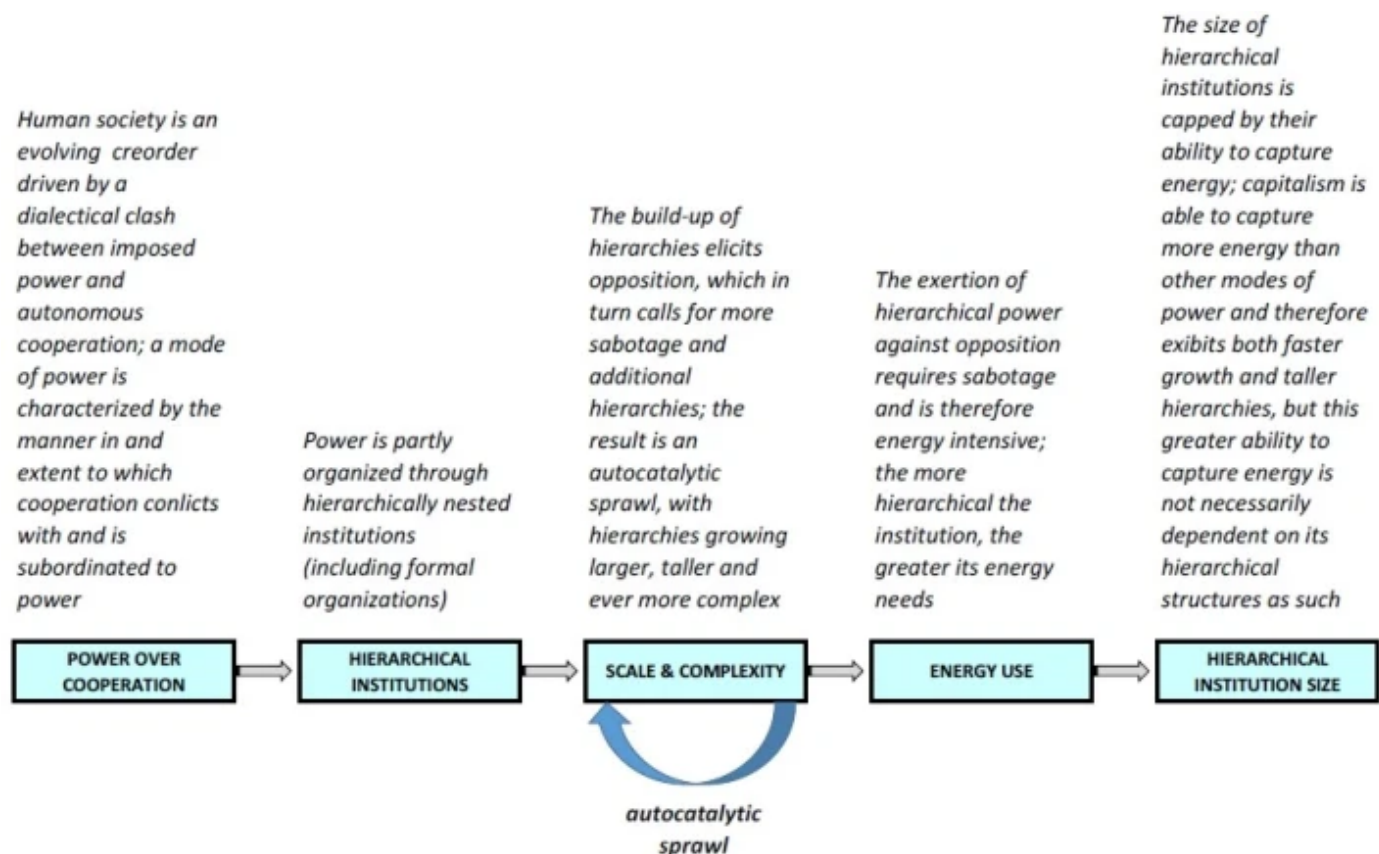 Human society is an
evolving creorder
driven by a
dialectical clash
between imposed
power and
autonomous
cooperation; a mode
of power is
characterized by the
manner in and
extent to which
cooperation conlicts
with and is
subordinated to
power
POWER OVER
COOPERATION
Power is partly
organized through
hierarchically nested
institutions
(including formal
organizations)
HIERARCHICAL
INSTITUTIONS
The build-up of
hierarchies elicits
opposition, which in
turn calls for more
sabotage and
additional
hierarchies; the
result is an
autocatalytic
sprawl, with
hierarchies growing
larger, taller and
ever more complex
SCALE & COMPLEXITY
autocatalytic
sprawl
The exertion of
hierarchical power
against opposition
requires sabotage
and is therefore
energy intensive;
the more
hierarchical the
institution, the
greater its energy
needs
ENERGY USE
The size of
hierarchical
institutions is
capped by their
ability to capture
energy; capitalism is
able to capture
more energy than
other modes of
power and therefore
exibits both faster
growth and taller
hierarchies, but this
greater ability to
capture energy is
not necessarily
dependent on its
hierarchical
structures as such
HIERARCHICAL
INSTITUTION SIZE